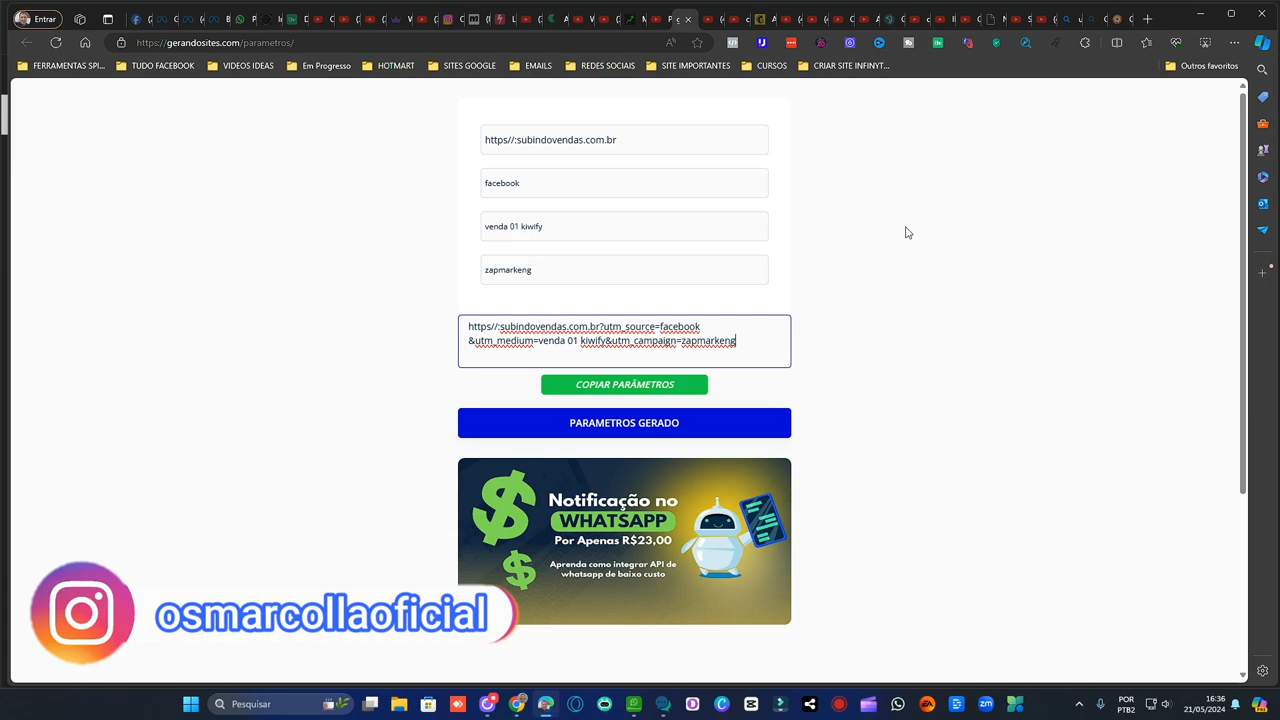 Entrar
https://gerandosites.com/parametros/
FERRAMENTAS SPI...
TUDO FACEBOOK
VIDEOS IDEAS
Em Progresso
HOTMART
SITES GOOGLE
EMAILS
REDES SOCIAIS
SITE IMPORTANTES
CURSOS
CRIAR SITE INFINYT...
Outros favoritos
https//:subindovendas.com.br
facebook
venda 01 kiwify
zapmarkeng
https//:subindovendas.com.br?utm_source=facebook
&utm_medium=venda 01 kiwify&utm_campaign=zapmarkeng
COPIAR PARÂMETROS
PARAMETROS GERADO
Notificação no
WHATSAPP
Por Apenas R$23,00
Aprenda como integrar API de
whatsapp de baixo custo
osmarcollaoficial
Pesquisar
POR
PTB2
16:36
21/05/2024